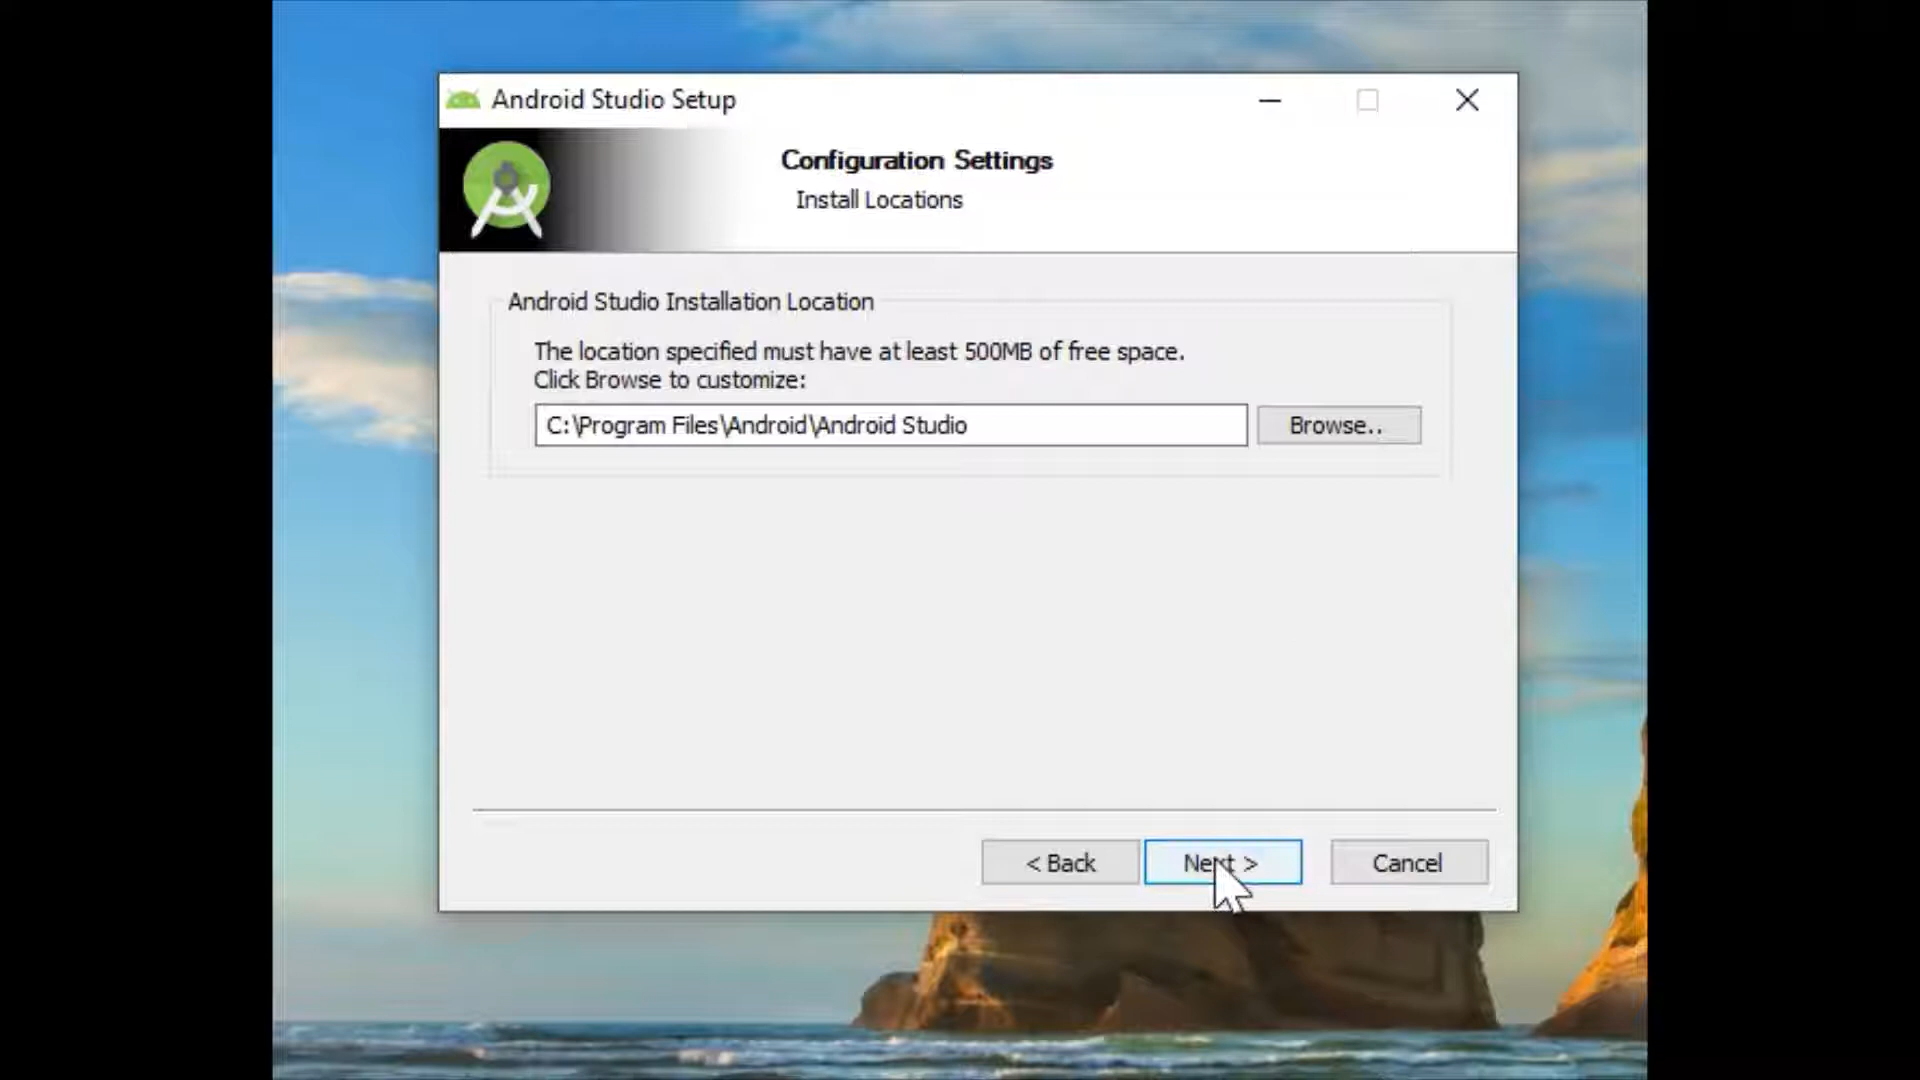 Android Studio Setup
Configuration Settings
Install Locations
Android Studio Installation Location
The location specified must have at least 500MB of free space.
Click Browse to customize:
C:\Program Files\Android\Android Studio
Browse..
< Back
Next >
Cancel